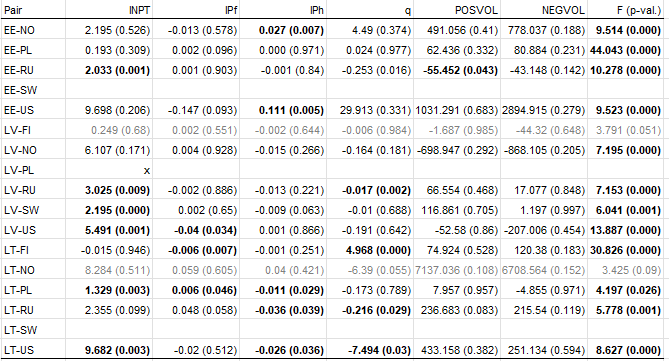 Pair INPT IPf IPh q POSVOL NEGVOL F (p-val.)
EE-NO 2.195 (0.526) -0.013 (0.578) 0.027 (0.007) 4.49 (0.374) 491.056 (0.41) 778.037 (0.188) 9.514 (0.000)
EE-PL 0.193 (0.309) 0.002 (0.096) 0.000 (0.971) 0.024 (0.977) 62.436 (0.332) 80.884 (0.231) 44.043 (0.000)
EE-RU 2.033 (0.001) 0.001 (0.903) -0.001 (0.84) -0.253 (0.016) -55.452 (0.043) -43.148 (0.142) 10.278 (0.000)
EE-SW
EE-US 9.698 (0.206) -0.147 (0.093) 0.111 (0.005) 29.913 (0.331) 1031.291 (0.683) 2894.915 (0.279) 9.523 (0.000)
LV-FI 0.249 (0.68) 0.002 (0.551) -0.002 (0.644) -0.006 (0.984) -1.687 (0.985) -44.32 (0.648) 3.791 (0.051)
LV-NO 6.107 (0.171) 0.004 (0.928) -0.015 (0.266) -0.164 (0.181) -698.947 (0.292) -868.105 (0.205) 7.195 (0.000)
LV-PL x
LV-RU 3.025 (0.009) -0.002 (0.886) -0.013 (0.221) -0.017 (0.002) 66.554 (0.468) 17.077 (0.848) 7.153 (0.000)
LV-SW 2.195 (0.000) 0.002 (0.65) -0.009 (0.063) -0.01 (0.688) 116.861 (0.705) 1.197 (0.997) 6.041 (0.001)
LV-US 5.491 (0.001) -0.04 (0.034) 0.001 (0.866) -0.191 (0.642) -52.58 (0.86) -207.006 (0.454) 13.887 (0.000)
LT-FI -0.015 (0.946) -0.006 (0.007) -0.001 (0.251) 4.968 (0.000) 74.924 (0.528) 120.38 (0.183) 30.826 (0.000)
LT-NO 8.284 (0.511) 0.059 (0.605) 0.04 (0.421) -6.39 (0.055) 7137.036 (0.108) 6708.564 (0.152) 3.425 (0.09)
LT-PL 1.329 (0.003) 0.006 (0.046) -0.011 (0.029) -0.173 (0.789) 7.957 (0.957) -4.855 (0.971) 4.197 (0.026)
LT-RU 2.355 (0.099) 0.048 (0.058) -0.036 (0.039) -0.216 (0.029) 236.683 (0.083) 215.54 (0.119) 5.778 (0.001)
LT-SW
LT-US 9.682 (0.003) -0.02 (0.512) -0.026 (0.036) -7.494 (0.03) 433.158 (0.382) 251.134 (0.594) 8.627 (0.000)